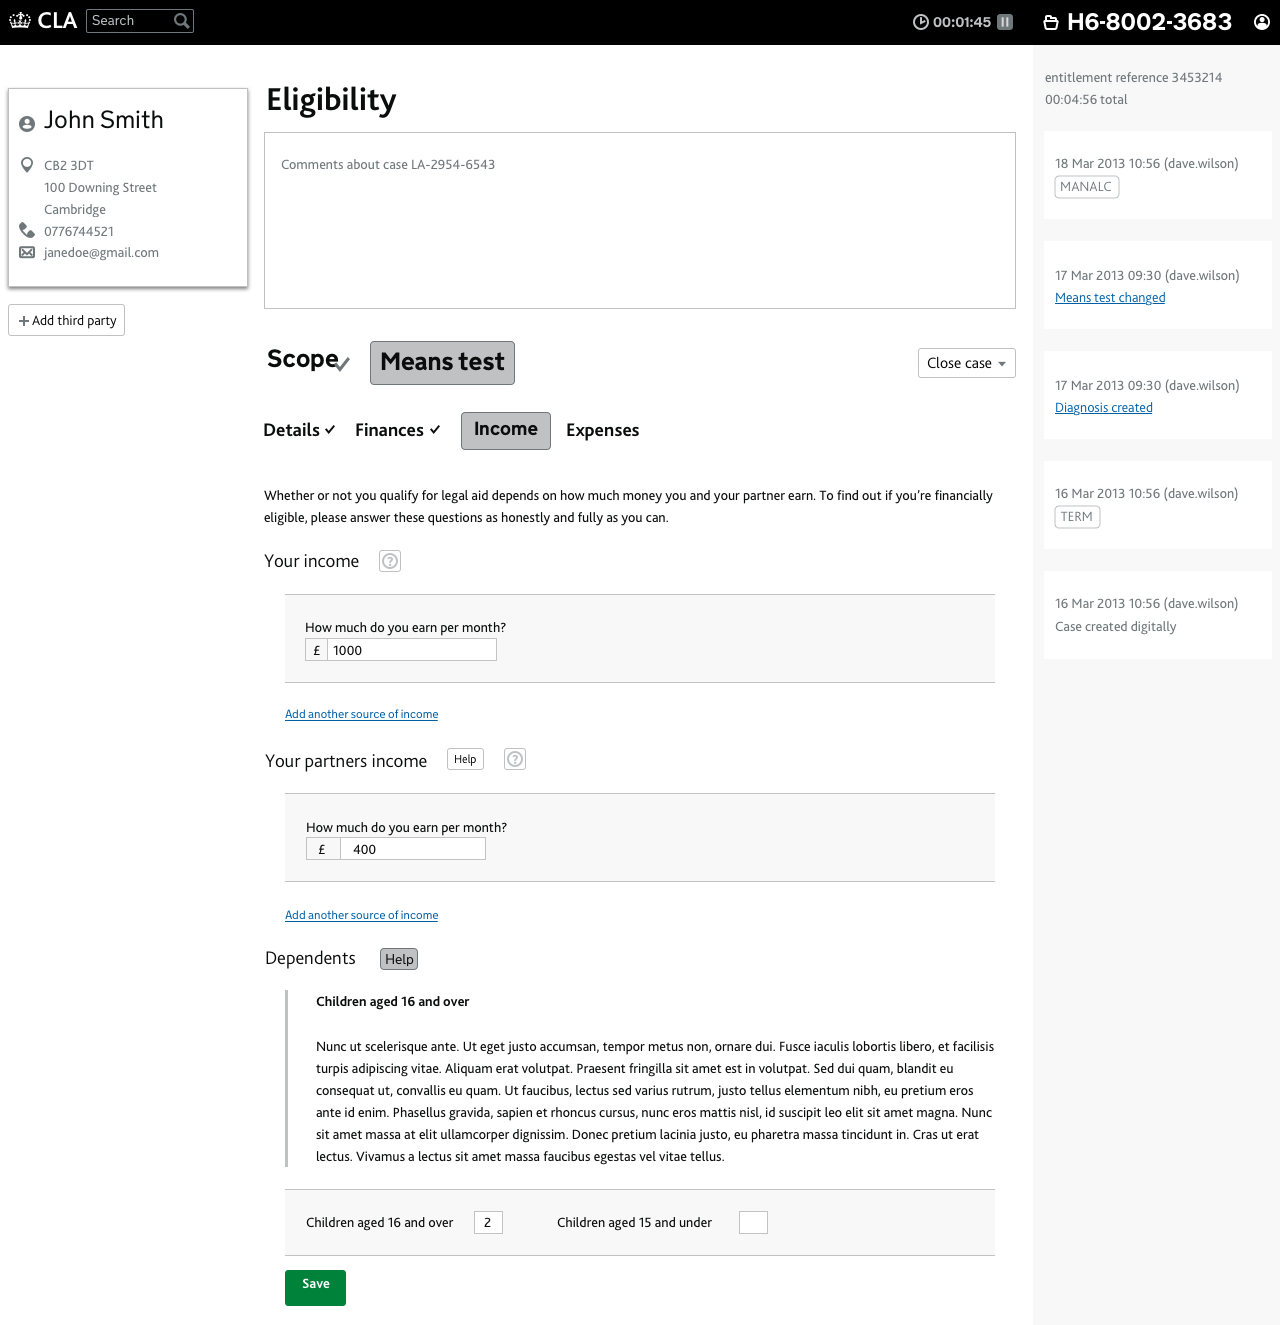 CLA
Search
00:01:45
H6-8002-3683
John Smith
CB2 3DT
100 Downing Street
Cambridge
0776744521
janedoe@gmail.com
Add third party
Eligibility
Comments about case LA-2954-6543
Scope
Means test
Close case
Details
Finances
Income
Expenses
Whether or not you qualify for legal aid depends on how much money you and your partner earn. To find out if you're financially
eligible, please answer these questions as honestly and fully as you can.
Your income
?
How much do you earn per month?
£ 1000
Add another source of income
Your partners income
Help
?
How much do you earn per month?
£ 400
Add another source of income
Dependents
Help
Children aged 16 and over
Nunc ut scelerisque ante. Ut eget justo accumsan, tempor metus non, ornare dui. Fusce iaculis lobortis libero, et facilisis
turpis adipiscing vitae. Aliquam erat volutpat. Praesent fringilla sit amet est in volutpat. Sed dui quam, blandit eu
consequat ut, convallis eu quam. Ut faucibus, lectus sed varius rutrum, justo tellus elementum nibh, eu pretium eros
ante id enim. Phasellus gravida, sapien et rhoncus cursus, nunc eros mattis nisl, id suscipit leo elit sit amet magna. Nunc
sit amet massa at elit ullamcorper dignissim. Donec pretium lacinia justo, eu pharetra massa tincidunt in. Cras ut erat
lectus. Vivamus a lectus sit amet massa faucibus egestas vel vitae tellus.
Children aged 16 and over 2
Children aged 15 and under
Save
entitlement reference 3453214
00:04:56 total
18 Mar 2013 10:56 (dave.wilson)
MANALC
17 Mar 2013 09:30 (dave.wilson)
Means test changed
17 Mar 2013 09:30 (dave.wilson)
Diagnosis created
16 Mar 2013 10:56 (dave.wilson)
TERM
16 Mar 2013 10:56 (dave.wilson)
Case created digitally